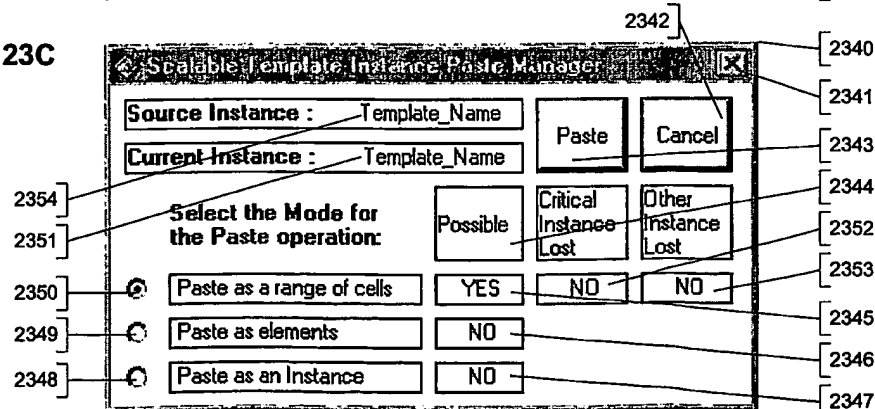 2342
23C
2340
Scalable Template Instance Paste Manager
2341
Source Instance : Template_Name
Paste
Cancel
2343
Current Instance : Template_Name
2344
2354
2351
Select the Mode for
the Paste operation:
Possible
Critical
Instance
Lost
Other
Instance
Lost
2352
2353
2350
Paste as a range of cells
YES
NO
NO
2345
2349
Paste as elements
NO
2346
2348
Paste as an Instance
NO
2347